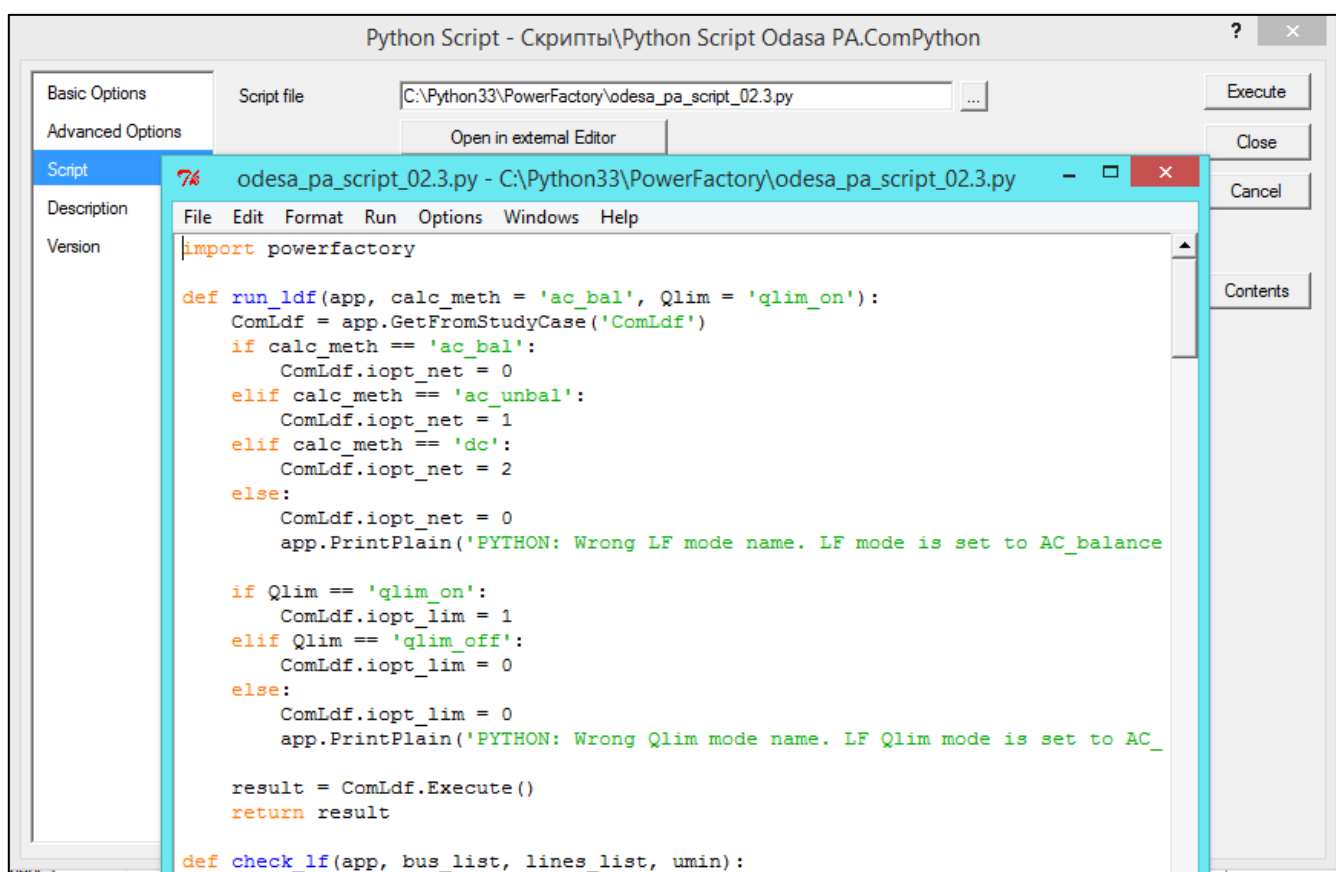 Python Script - Скрипты\Python Script Odasa PA.ComPython
?
Basic Options
Advanced Options
Script
Description
Version
Script file
C:\Python33\PowerFactory\odesa_pa_script_02.3.py
...
Open in external Editor
Execute
Close
Cancel
Contents
odesa_pa_script_02.3.py - C:\Python33\PowerFactory\odesa_pa_script_02.3.py
File Edit Format Run Options Windows Help
import powerfactory

def run_ldf(app, calc_meth = 'ac_bal', Qlim = 'qlim_on'):
    ComLdf = app.GetFromStudyCase('ComLdf')
    if calc_meth == 'ac_bal':
        ComLdf.iopt_net = 0
    elif calc_meth == 'ac_unbal':
        ComLdf.iopt_net = 1
    elif calc_meth == 'dc':
        ComLdf.iopt_net = 2
    else:
        ComLdf.iopt_net = 0
        app.PrintPlain('PYTHON: Wrong LF mode name. LF mode is set to AC_balance

    if Qlim == 'qlim_on':
        ComLdf.iopt_lim = 1
    elif Qlim == 'qlim_off':
        ComLdf.iopt_lim = 0
    else:
        ComLdf.iopt_lim = 0
        app.PrintPlain('PYTHON: Wrong Qlim mode name. LF Qlim mode is set to AC_

    result = ComLdf.Execute()
    return result

def check_lf(app, bus_list, lines_list, umin):